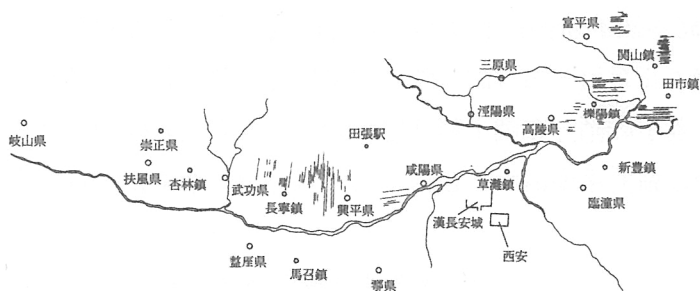 富平県
関山鎮
田市鎮
三原県
涇陽県
高陵県
櫟陽鎮
岐山県
崇正県
扶風県
杏林鎮
武功県
田張駅
長寧鎮
興平県
咸陽県
草灘鎮
新豊鎮
臨潼県
漢長安城
西安
盩厔県
馬召鎮
鄠県